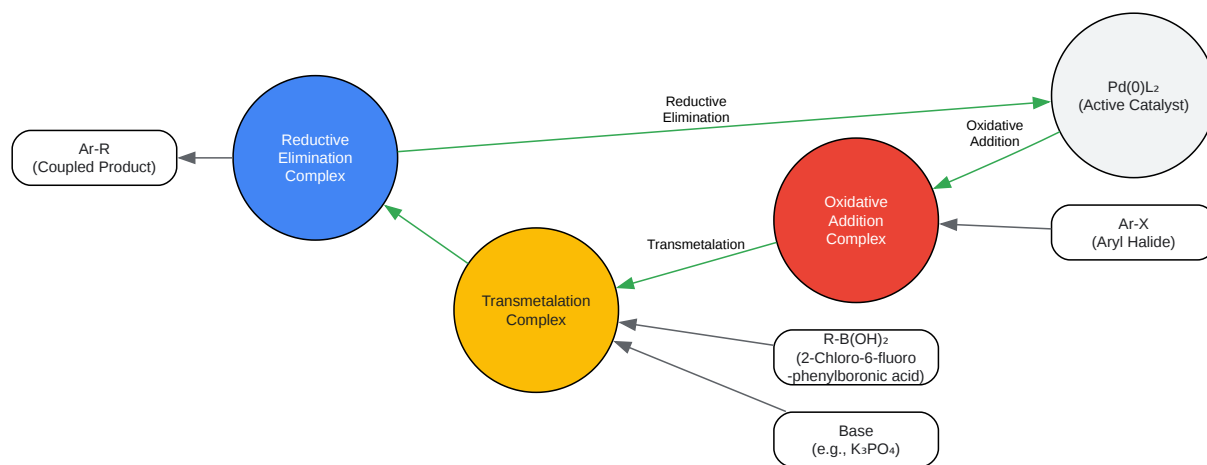 Pd(0)L₂
(Active Catalyst)
Reductive
Elimination
Oxidative
Addition
Reductive
Elimination
Complex
Ar-R
(Coupled Product)
Oxidative
Addition
Complex
Ar-X
(Aryl Halide)
Transmetalation
Transmetalation
Complex
R-B(OH)₂
(2-Chloro-6-fluoro
-phenylboronic acid)
Base
(e.g., K₃PO₄)